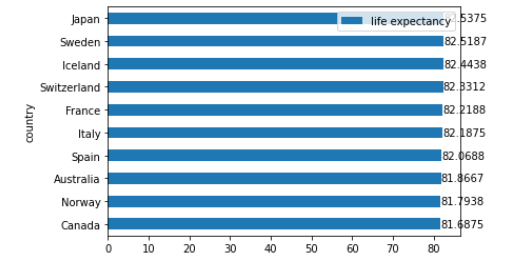 Japan
life expectancy
.5375
Sweden 82.5187
Iceland 82.4438
Switzerland 82.3312
France 82.2188
Italy 82.1875
Spain 82.0688
Australia 81.8667
Norway 81.7938
Canada 81.6875
country
0 10 20 30 40 50 60 70 80